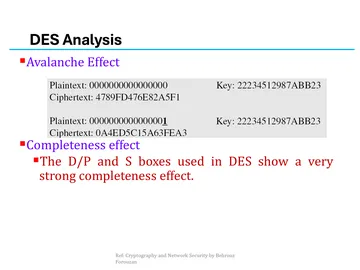 DES Analysis
▪Avalanche Effect
Plaintext: 0000000000000000 Key: 22234512987ABB23
Ciphertext: 4789FD476E82A5F1
Plaintext: 0000000000000001 Key: 22234512987ABB23
Ciphertext: 0A4ED5C15A63FEA3
▪Completeness effect
▪The D/P and S boxes used in DES show a very
strong completeness effect.
Ref: Cryptography and Network Security by Behrouz
Forouzan